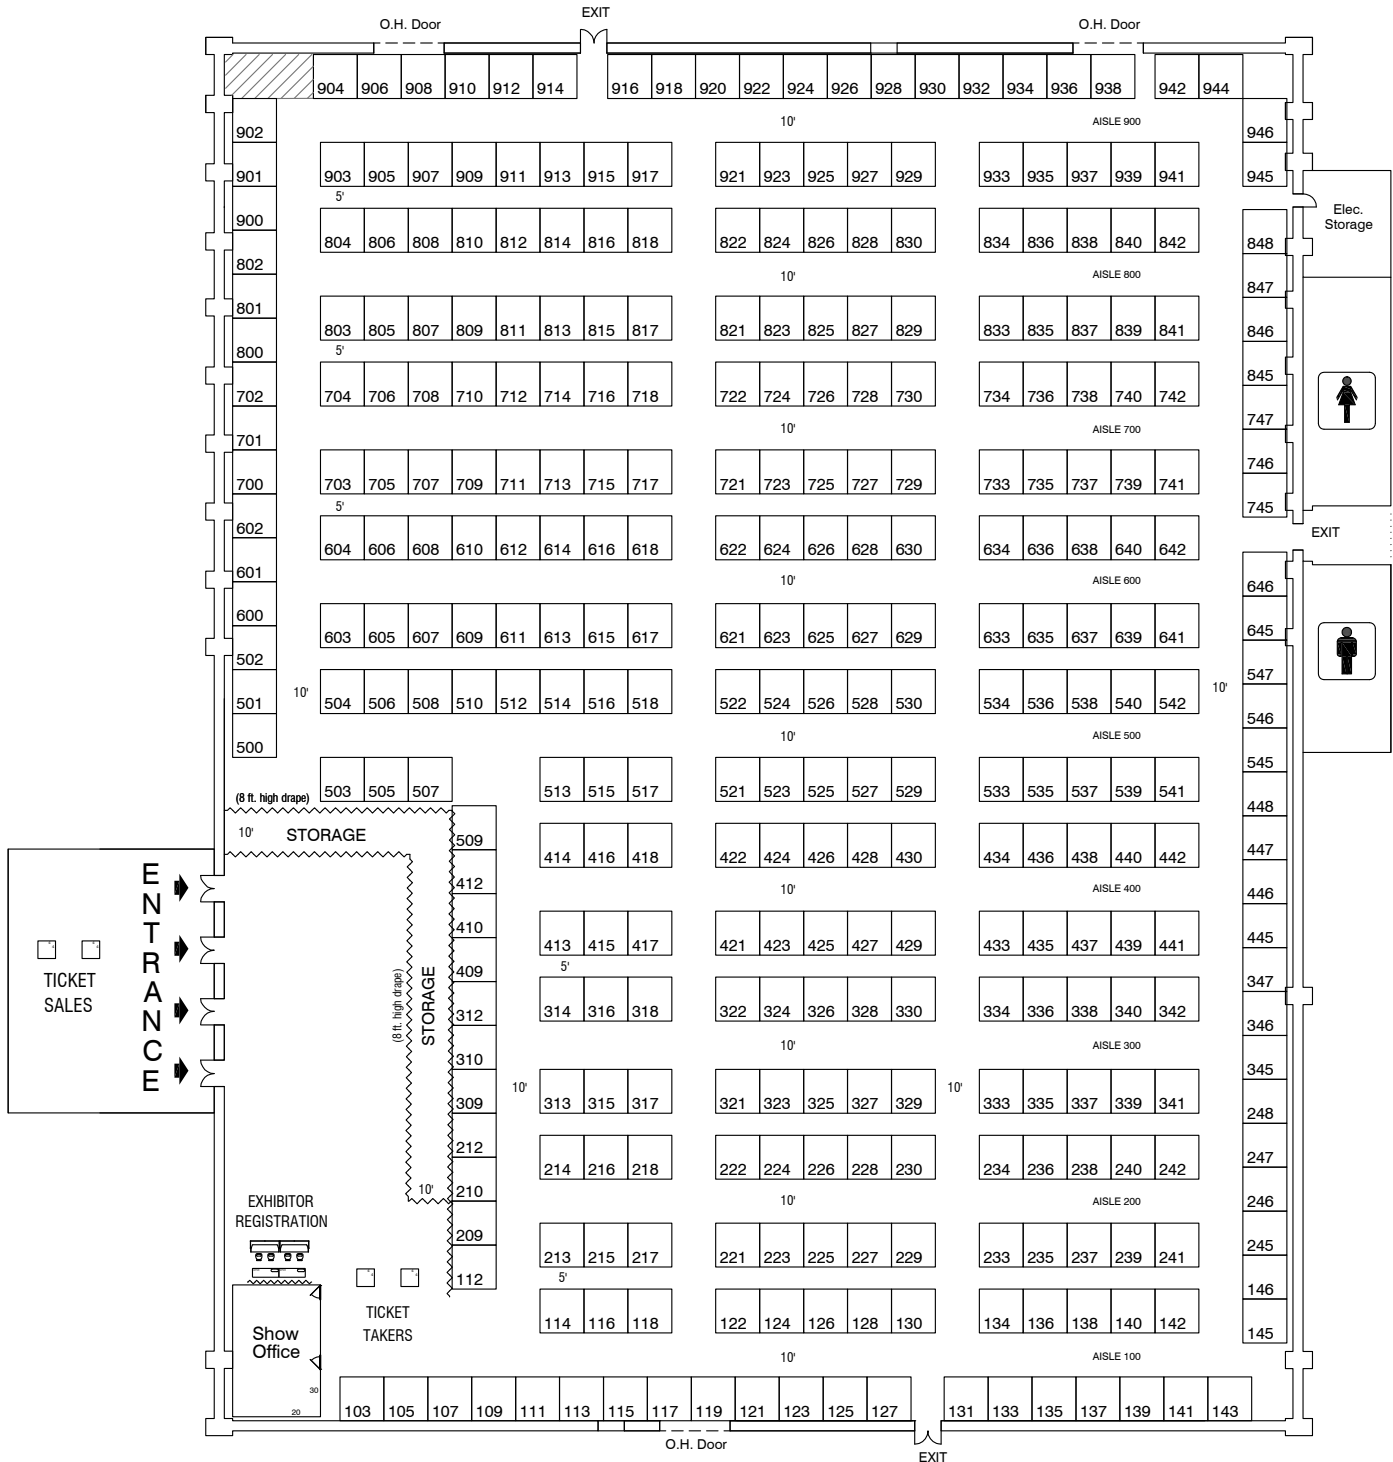 EXIT
O.H. Door
O.H. Door
904 906 908 910 912 914 916 918 920 922 924 926 928 930 932 934 936 938 942 944
10' AISLE 900
902 946
901 903 905 907 909 911 913 915 917 921 923 925 927 929 933 935 937 939 941 945
5'
Elec.
Storage
900
804 806 808 810 812 814 816 818 822 824 826 828 830 834 836 838 840 842 848
802
10' AISLE 800
847
801
803 805 807 809 811 813 815 817 821 823 825 827 829 833 835 837 839 841 846
800
5'
845
702 704 706 708 710 712 714 716 718 722 724 726 728 730 734 736 738 740 742
747
10' AISLE 700
701
746
700 703 705 707 709 711 713 715 717 721 723 725 727 729 733 735 737 739 741
5'
745
602
EXIT
604 606 608 610 612 614 616 618 622 624 626 628 630 634 636 638 640 642
601
10' AISLE 600
646
600
603 605 607 609 611 613 615 617 621 623 625 627 629 633 635 637 639 641 645
502
547
10' 10'
501 504 506 508 510 512 514 516 518 522 524 526 528 530 534 536 538 540 542
546
10' AISLE 500
500
545
503 505 507 513 515 517 521 523 525 527 529 533 535 537 539 541
(8 ft. high drape)
448
10' STORAGE
509
447
414 416 418 422 424 426 428 430 434 436 438 440 442
ENTRANCE
412
10' AISLE 400
446
410
445
413 415 417 421 423 425 427 429 433 435 437 439 441
TICKET
SALES
5'
409
347
(8 ft. high drape)
STORAGE
312 314 316 318 322 324 326 328 330 334 336 338 340 342
346
10' AISLE 300
310
345
10' 10'
309 313 315 317 321 323 325 327 329 333 335 337 339 341
248
212
247
214 216 218 222 224 226 228 230 234 236 238 240 242
10'
210
10' AISLE 200
246
EXHIBITOR
REGISTRATION
209
245
213 215 217 221 223 225 227 229 233 235 237 239 241
5'
112
146
TICKET
TAKERS
114 116 118 122 124 126 128 130 134 136 138 140 142
145
Show
Office
10' AISLE 100
30
20
103 105 107 109 111 113 115 117 119 121 123 125 127 131 133 135 137 139 141 143
O.H. Door
EXIT